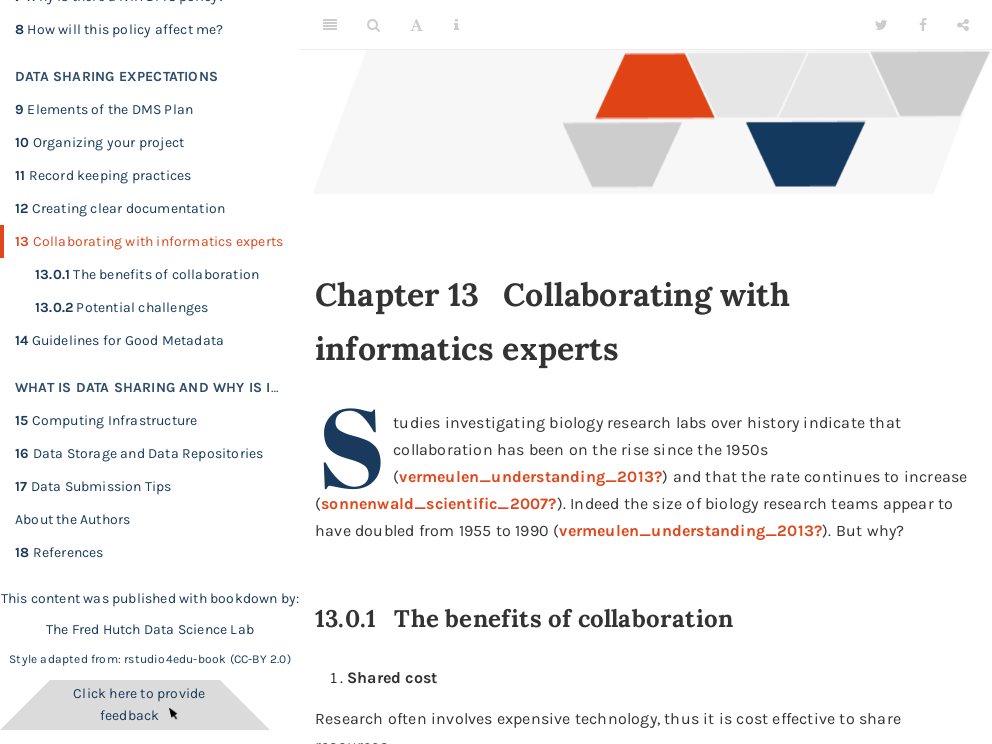 8 How will this policy affect me?
DATA SHARING EXPECTATIONS
9 Elements of the DMS Plan
10 Organizing your project
11 Record keeping practices
12 Creating clear documentation
13 Collaborating with informatics experts
13.0.1 The benefits of collaboration
13.0.2 Potential challenges
14 Guidelines for Good Metadata
WHAT IS DATA SHARING AND WHY IS I…
15 Computing Infrastructure
16 Data Storage and Data Repositories
17 Data Submission Tips
About the Authors
18 References
This content was published with bookdown by:
The Fred Hutch Data Science Lab
Style adapted from: rstudio4edu-book (CC-BY 2.0)
Click here to provide
feedback
A
Chapter 13 Collaborating with
informatics experts
Studies investigating biology research labs over history indicate that
collaboration has been on the rise since the 1950s
(vermeulen_understanding_2013?) and that the rate continues to increase
(sonnenwald_scientific_2007?). Indeed the size of biology research teams appear to
have doubled from 1955 to 1990 (vermeulen_understanding_2013?). But why?
13.0.1 The benefits of collaboration
1. Shared cost
Research often involves expensive technology, thus it is cost effective to share